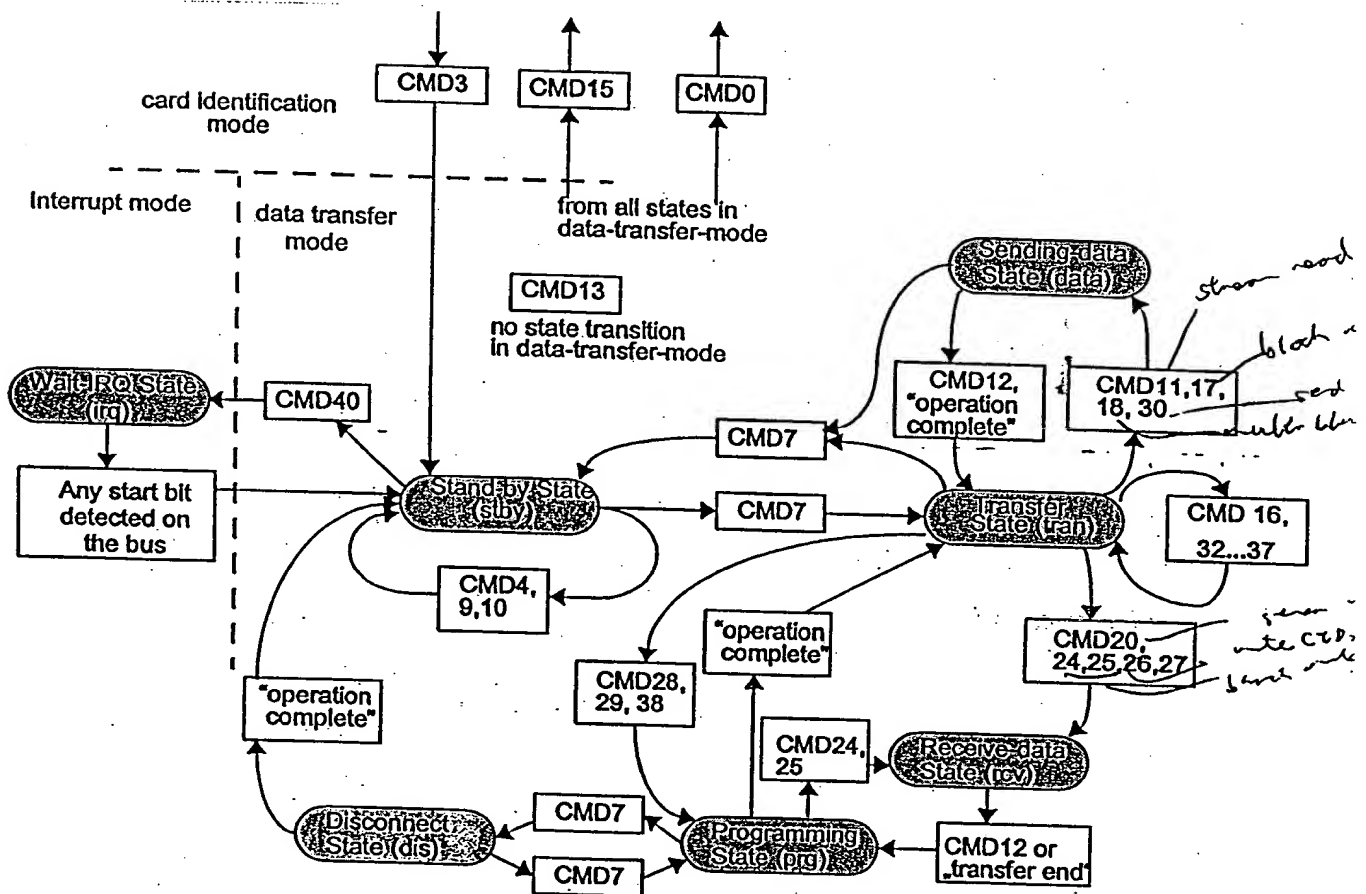 CMD3
CMD15
CMD0
card identification
mode
Interrupt mode
data transfer
mode
from all states in
data-transfer-mode
CMD13
no state transition
in data-transfer-mode
Sending-data
State (data)
stream read
Wait-IRQ State
(irq)
CMD40
CMD12,
"operation
complete"
CMD11,17,
18, 30
CMD7
Any start bit
detected on
the bus
Stand-by State
(stby)
CMD7
Transfer
State (tran)
CMD 16,
32...37
CMD4,
9,10
"operation
complete"
CMD20,
24,25,26,27
CMD28,
29, 38
"operation
complete"
CMD24,
25
Receive-data
State (rcv)
CMD7
Disconnect
State (dis)
CMD7
Programming
State (prg)
CMD12 or
„transfer end"